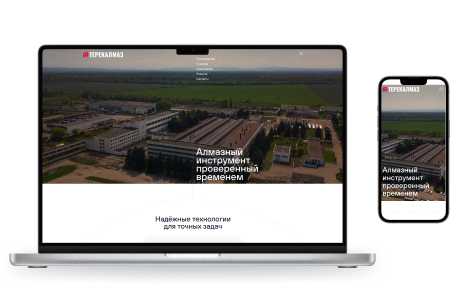 ТЕРЕКАЛМАЗ
Алмазный
инструмент
проверенный
временем
Надёжные технологии
для точных задач
ТЕРЕКАЛМАЗ
Алмазный
инструмент
проверенный
временем